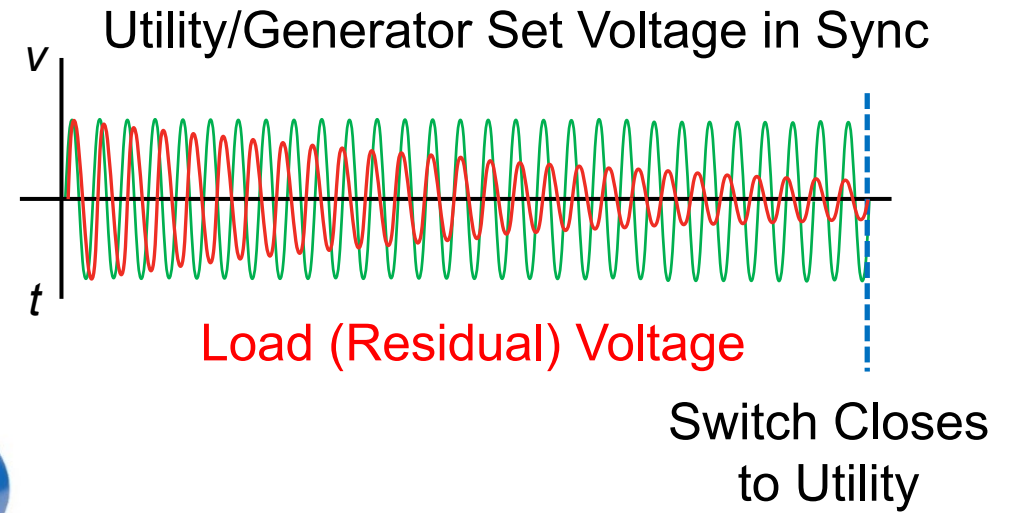 Utility/Generator Set Voltage in Sync
v
t
Load (Residual) Voltage
Switch Closes
to Utility